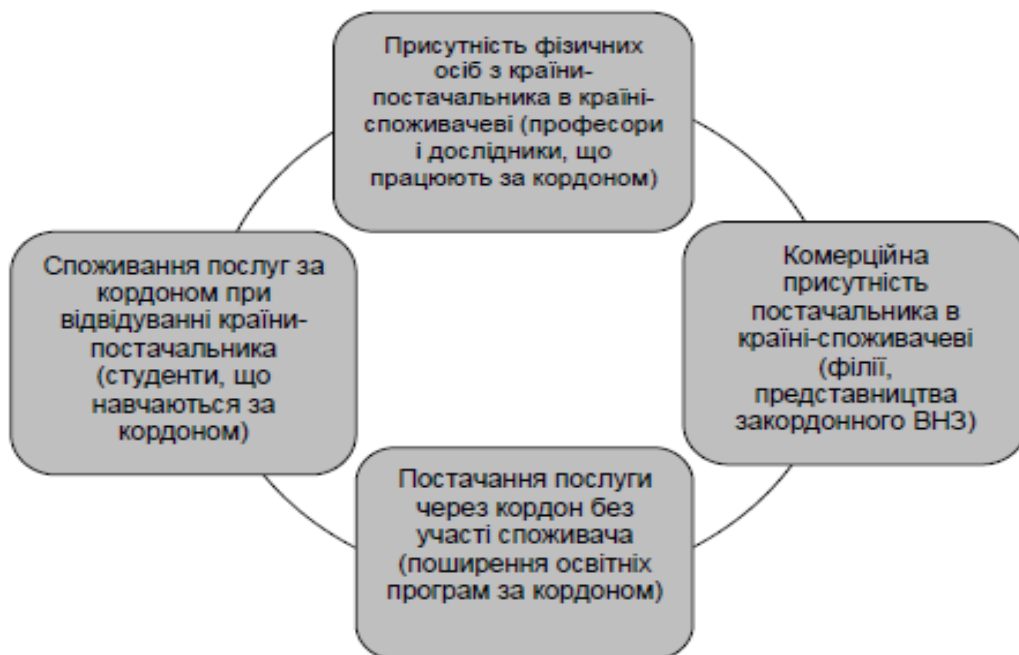 Присутність фізичних
осіб з країни-
постачальника в країні-
споживачеві (професори
і дослідники, що
працюють за кордоном)
Споживання послуг за
кордоном при
відвідуванні країни-
постачальника
(студенти, що
навчаються за
кордоном)
Комерційна
присутність
постачальника в
країні-споживачеві
(філії,
представництва
закордонного ВНЗ)
Постачання послуги
через кордон без
участі споживача
(поширення освітніх
програм за кордоном)